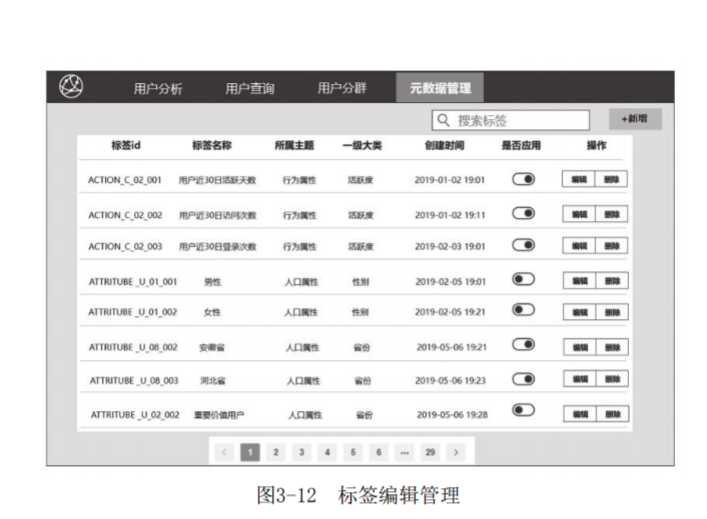 用户分析 用户查询 用户分群 元数据管理
搜索标签 +新增
标签id 标签名称 所属主题 一级大类 创建时间 是否应用 操作
ACTION_C_02_001 用户近30日活跃天数 行为属性 活跃度 2019-01-02 19:01 编辑 删除
ACTION_C_02_002 用户近30日访问次数 行为属性 活跃度 2019-01-02 19:11 编辑 删除
ACTION_C_02_003 用户近30日登录次数 行为属性 活跃度 2019-02-03 19:01 编辑 删除
ATTRITUBE _U_01_001 男性 人口属性 性别 2019-02-05 19:01 编辑 删除
ATTRITUBE _U_01_002 女性 人口属性 性别 2019-02-05 19:21 编辑 删除
ATTRITUBE _U_08_002 安徽省 人口属性 省份 2019-05-06 19:21 编辑 删除
ATTRITUBE _U_08_003 河北省 人口属性 省份 2019-05-06 19:23 编辑 删除
ATTRITUBE _U_02_002 重要价值用户 人口属性 省份 2019-05-06 19:28 编辑 删除
< 1 2 3 4 5 6 ••• 29 >
图3-12 标签编辑管理